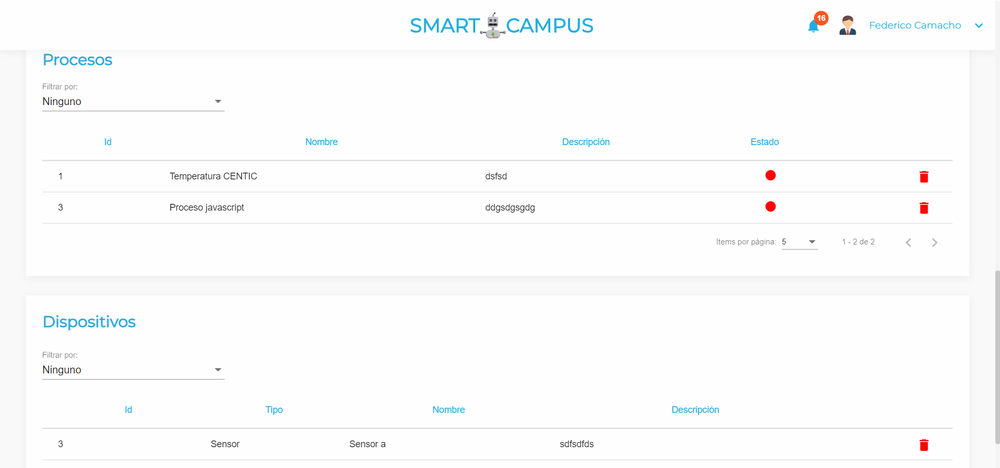 SMART CAMPUS
16
Federico Camacho
Procesos
Filtrar por:
Ninguno
Id Nombre Descripción Estado
1 Temperatura CENTIC dsfsd
3 Proceso javascript ddgsdgsgdg
Items por página: 5 1 - 2 de 2
Dispositivos
Filtrar por:
Ninguno
Id Tipo Nombre Descripción
3 Sensor Sensor a sdfsdfds